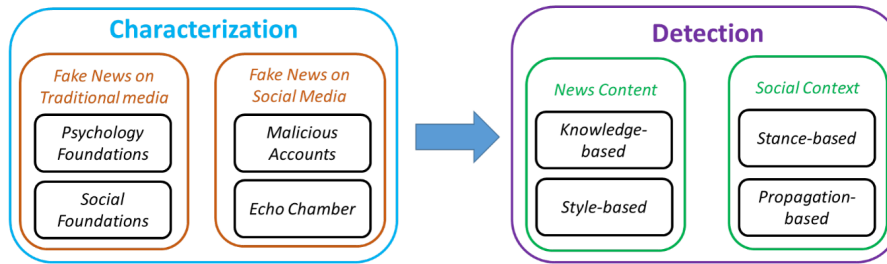 Characterization
Fake News on
Traditional media
Psychology
Foundations
Social
Foundations
Fake News on
Social Media
Malicious
Accounts
Echo Chamber
Detection
News Content
Knowledge-
based
Style-based
Social Context
Stance-based
Propagation-
based